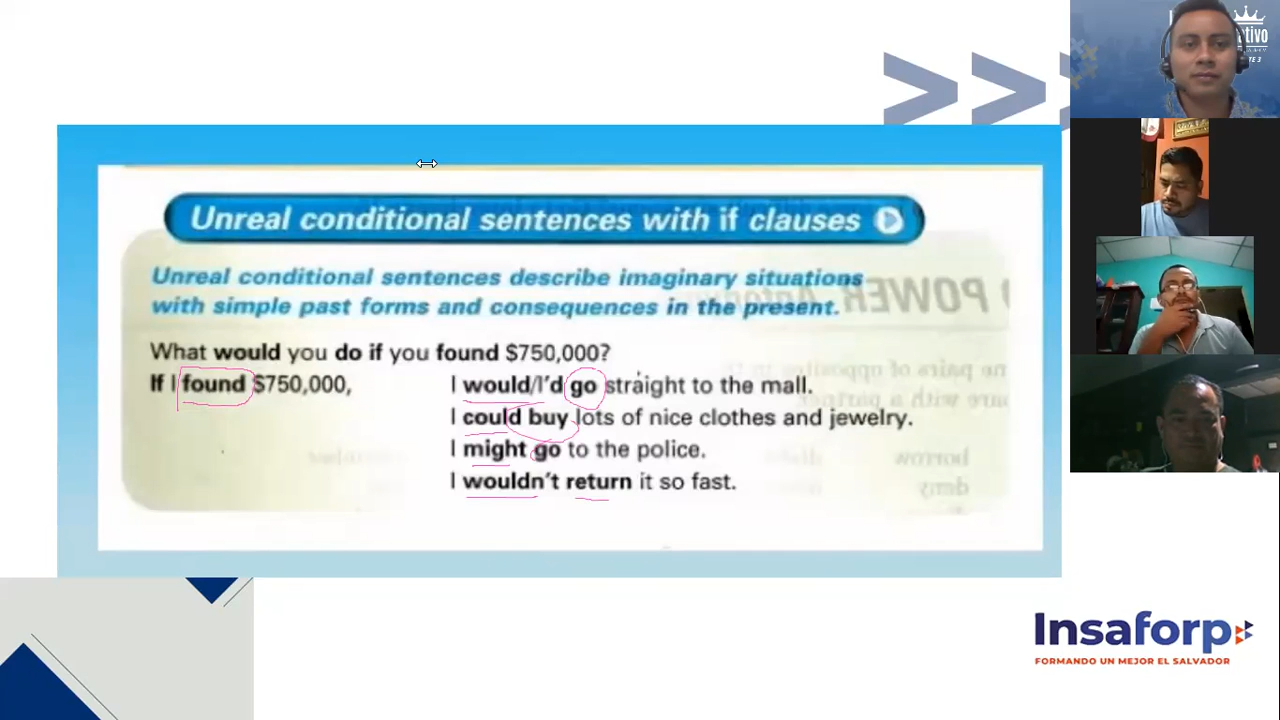 Unreal conditional sentences with if clauses
Unreal conditional sentences describe imaginary situations
with simple past forms and consequences in the present.
What would you do if you found $750,000?
If I found $750,000,
I would/I'd go straight to the mall.
I could buy lots of nice clothes and jewelry.
I might go to the police.
I wouldn't return it so fast.
Insaforp
FORMANDO UN MEJOR EL SALVADOR